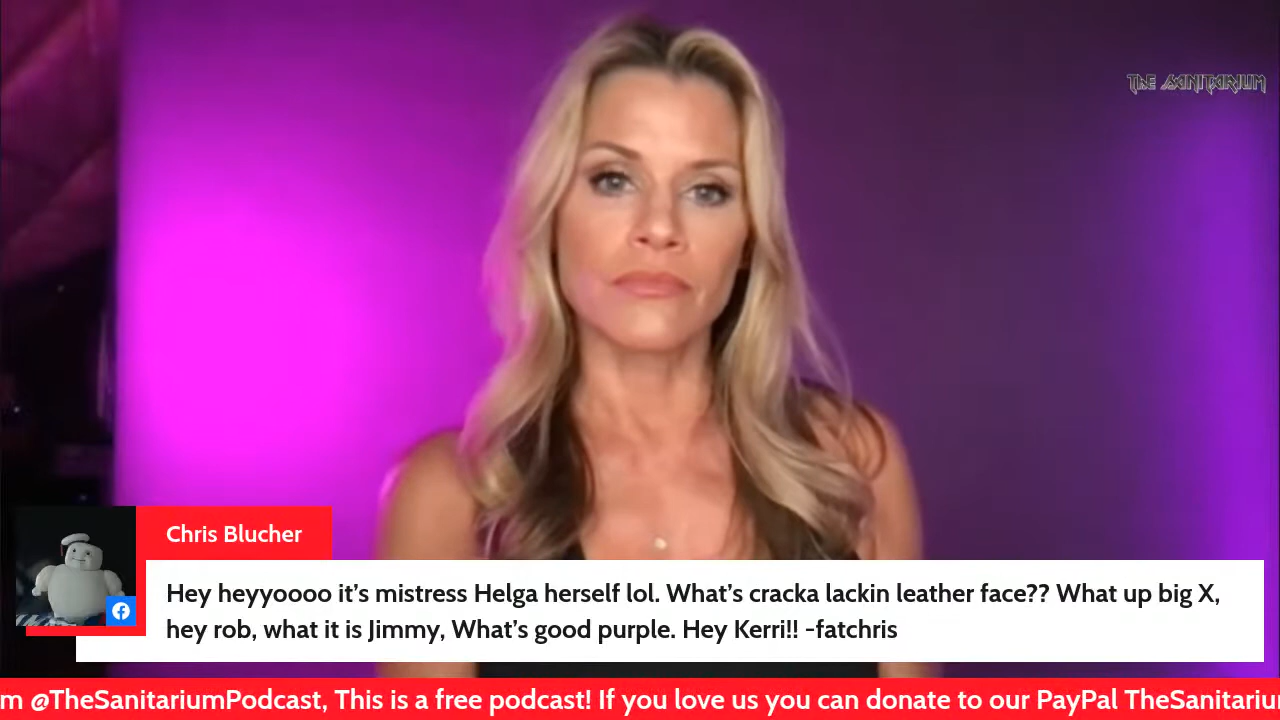 THE SANITARIUM
Chris Blucher
Hey heyyoooo it’s mistress Helga herself lol. What’s cracka lackin leather face?? What up big X,
hey rob, what it is Jimmy, What’s good purple. Hey Kerri!! -fatchris
m @TheSanitariumPodcast, This is a free podcast! If you love us you can donate to our PayPal TheSanitariu